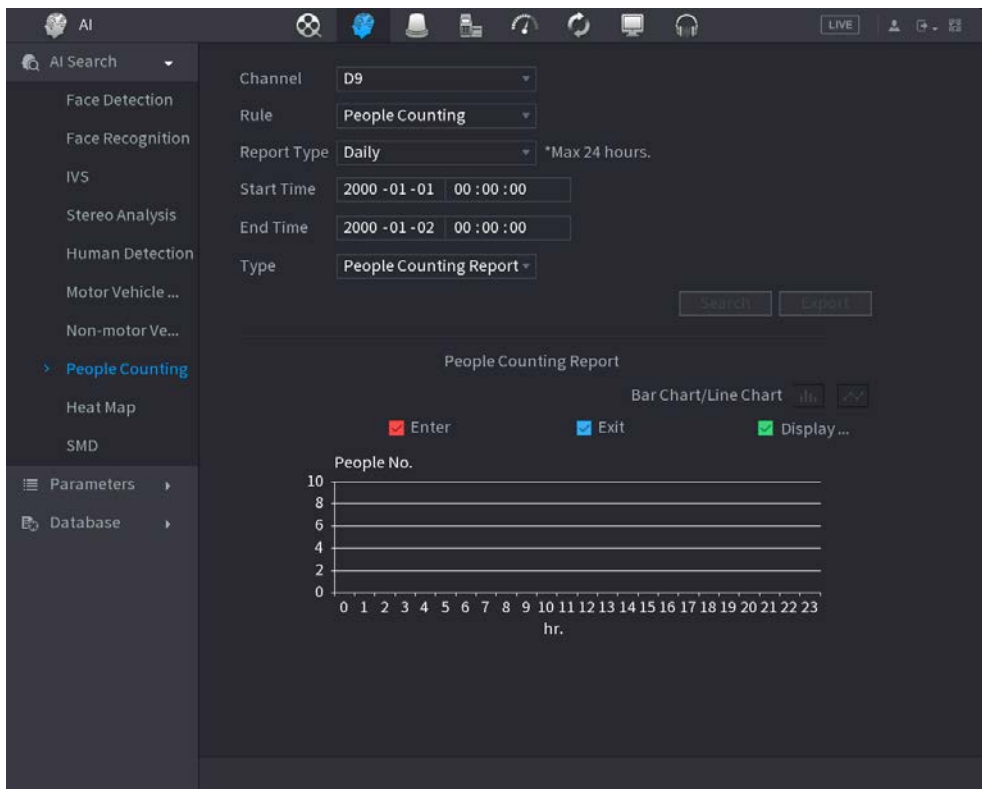 AI
LIVE
AI Search
Face Detection
Face Recognition
IVS
Stereo Analysis
Human Detection
Motor Vehicle ...
Non-motor Ve...
People Counting
Heat Map
SMD
Parameters
Database
Channel D9
Rule People Counting
Report Type Daily *Max 24 hours.
Start Time 2000 -01 -01 00 : 00 : 00
End Time 2000 -01 -02 00 : 00 : 00
Type People Counting Report
Search Export
People Counting Report
Bar Chart/Line Chart
Enter Exit Display ...
People No.
10
8
6
4
2
0
0 1 2 3 4 5 6 7 8 9 10 11 12 13 14 15 16 17 18 19 20 21 22 23
hr.